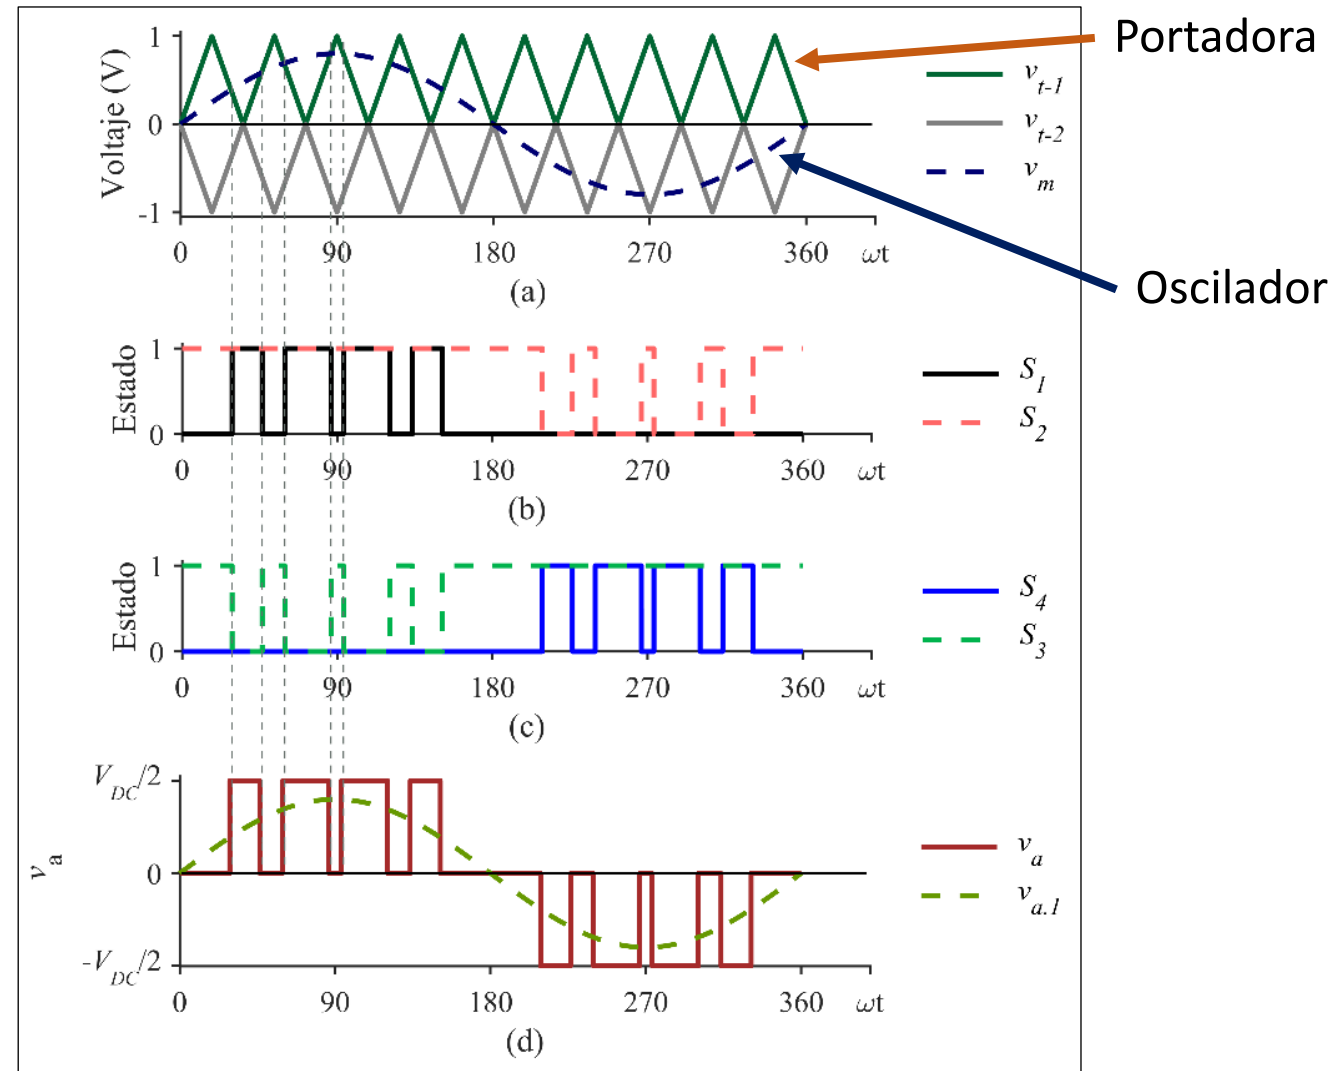 Portadora
Voltaje (V)
1
0
-1
v_t-1
v_t-2
v_m
0 90 180 270 360 ωt
(a)
Oscilador
Estado
1
0
S_1
S_2
0 90 180 270 360 ωt
(b)
Estado
1
0
S_4
S_3
0 90 180 270 360 ωt
(c)
v_a
V_DC/2
0
-V_DC/2
v_a
v_a.1
0 90 180 270 360 ωt
(d)